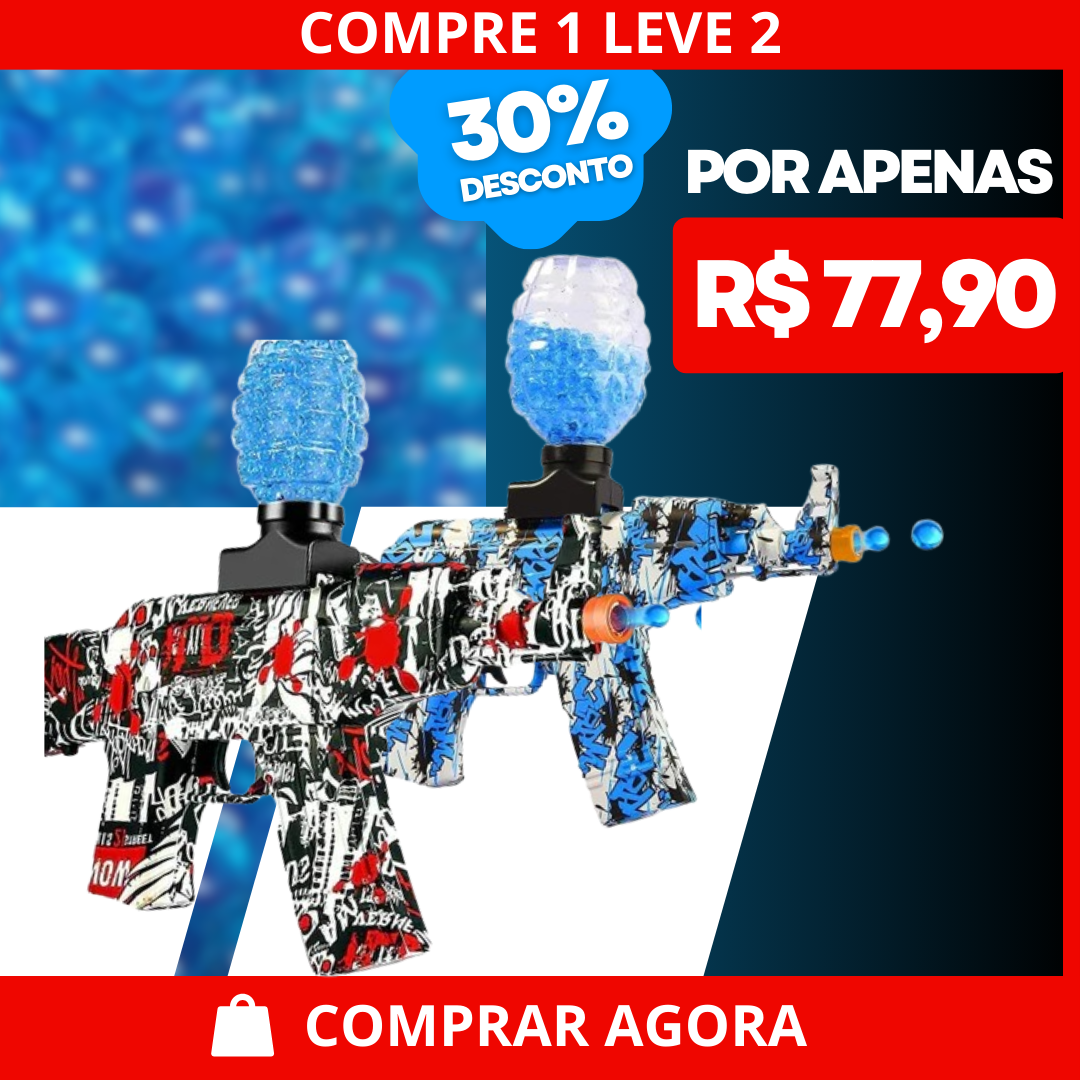 COMPRE 1 LEVE 2
30%
DESCONTO
POR APENAS
R$ 77,90
COMPRAR AGORA